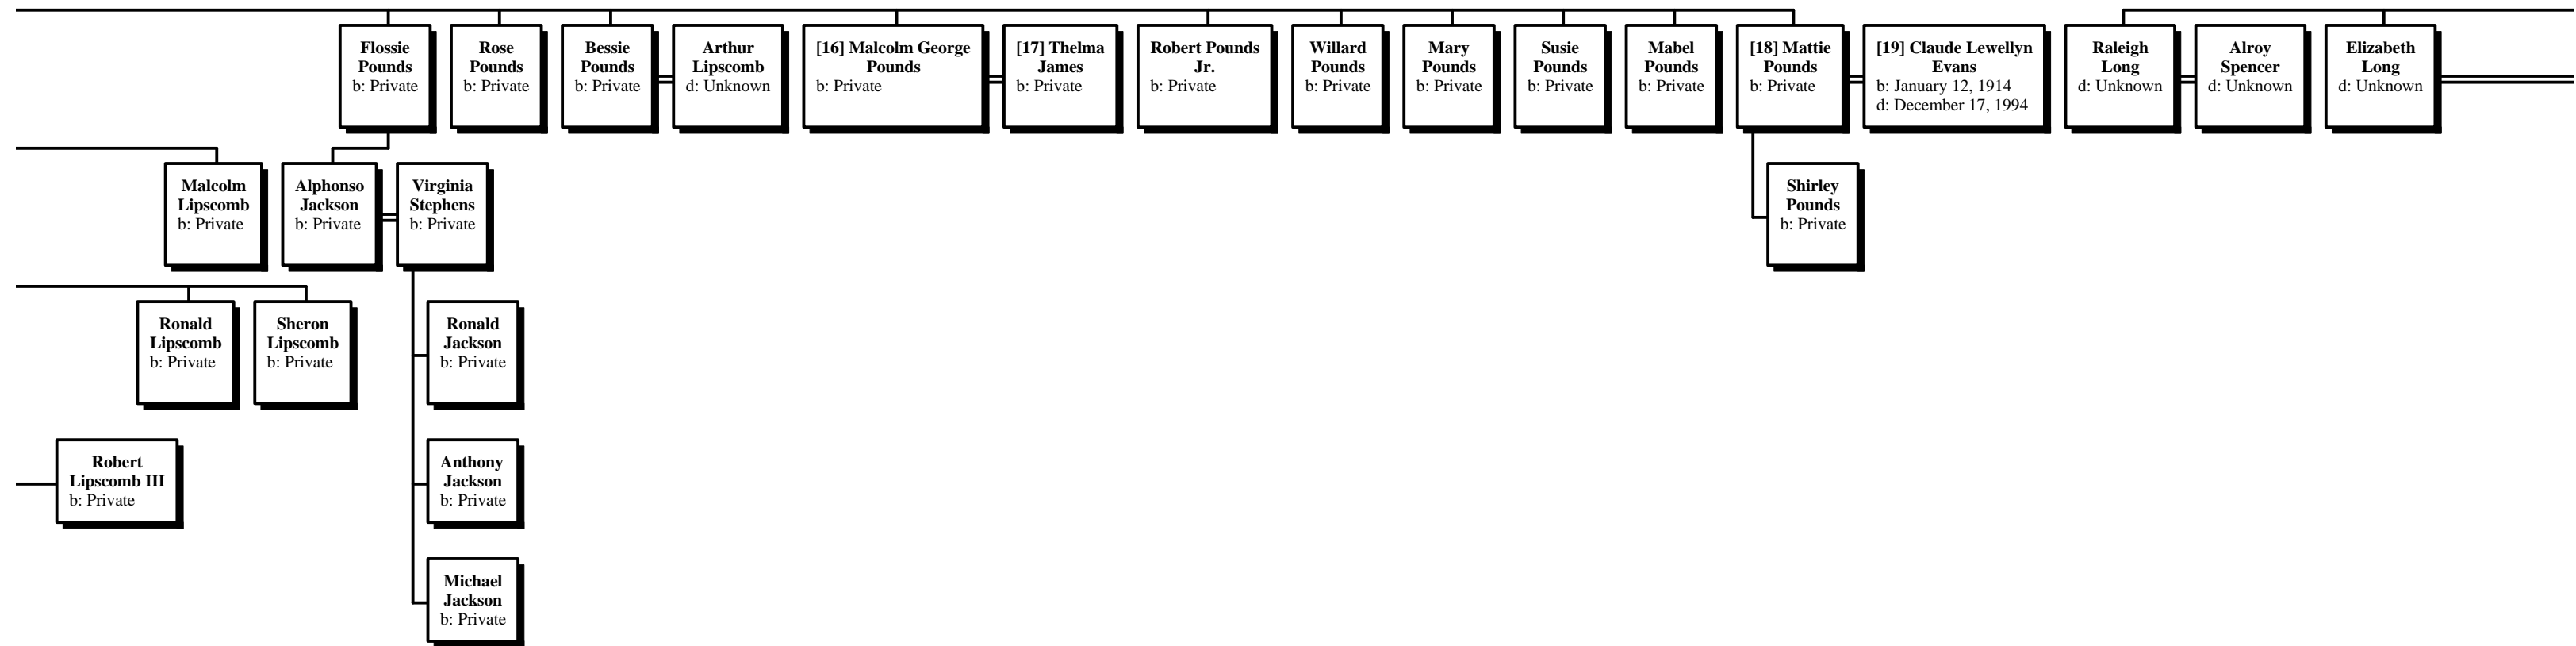 Flossie
Pounds
b: Private
Rose
Pounds
b: Private
Bessie
Pounds
b: Private
Arthur
Lipscomb
d: Unknown
[16] Malcolm George
Pounds
b: Private
[17] Thelma
James
b: Private
Robert Pounds
Jr.
b: Private
Willard
Pounds
b: Private
Mary
Pounds
b: Private
Susie
Pounds
b: Private
Mabel
Pounds
b: Private
[18] Mattie
Pounds
b: Private
[19] Claude Lewellyn
Evans
b: January 12, 1914
d: December 17, 1994
Raleigh
Long
d: Unknown
Alroy
Spencer
d: Unknown
Elizabeth
Long
d: Unknown
Malcolm
Lipscomb
b: Private
Alphonso
Jackson
b: Private
Virginia
Stephens
b: Private
Shirley
Pounds
b: Private
Ronald
Lipscomb
b: Private
Sheron
Lipscomb
b: Private
Ronald
Jackson
b: Private
Robert
Lipscomb III
b: Private
Anthony
Jackson
b: Private
Michael
Jackson
b: Private